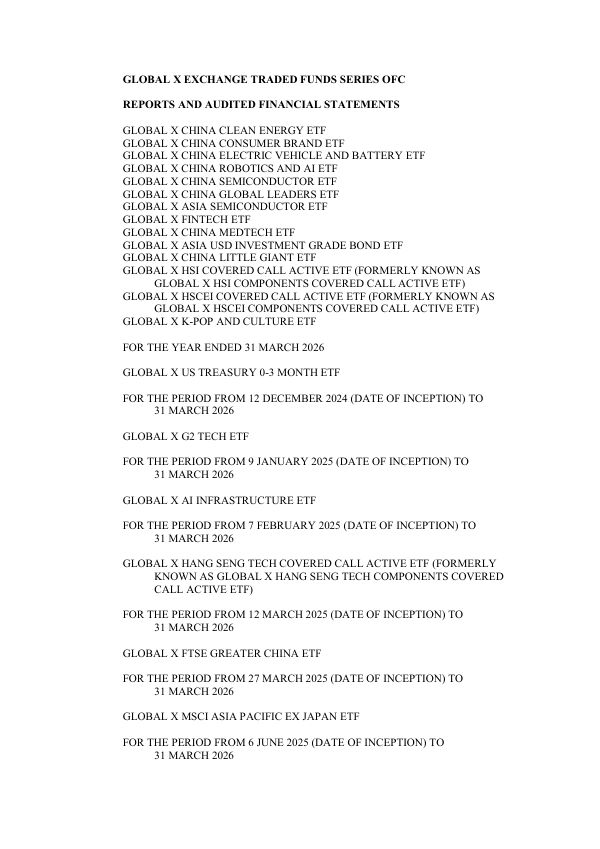 GLOBAL X EXCHANGE TRADED FUNDS SERIES OFC
REPORTS AND AUDITED FINANCIAL STATEMENTS
GLOBAL X CHINA CLEAN ENERGY ETF
GLOBAL X CHINA CONSUMER BRAND ETF
GLOBAL X CHINA ELECTRIC VEHICLE AND BATTERY ETF
GLOBAL X CHINA ROBOTICS AND AI ETF
GLOBAL X CHINA SEMICONDUCTOR ETF
GLOBAL X CHINA GLOBAL LEADERS ETF
GLOBAL X ASIA SEMICONDUCTOR ETF
GLOBAL X FINTECH ETF
GLOBAL X CHINA MEDTECH ETF
GLOBAL X ASIA USD INVESTMENT GRADE BOND ETF
GLOBAL X CHINA LITTLE GIANT ETF
GLOBAL X HSI COVERED CALL ACTIVE ETF (FORMERLY KNOWN AS
GLOBAL X HSI COMPONENTS COVERED CALL ACTIVE ETF)
GLOBAL X HSCEI COVERED CALL ACTIVE ETF (FORMERLY KNOWN AS
GLOBAL X HSCEI COMPONENTS COVERED CALL ACTIVE ETF)
GLOBAL X K-POP AND CULTURE ETF
FOR THE YEAR ENDED 31 MARCH 2026
GLOBAL X US TREASURY 0-3 MONTH ETF
FOR THE PERIOD FROM 12 DECEMBER 2024 (DATE OF INCEPTION) TO
31 MARCH 2026
GLOBAL X G2 TECH ETF
FOR THE PERIOD FROM 9 JANUARY 2025 (DATE OF INCEPTION) TO
31 MARCH 2026
GLOBAL X AI INFRASTRUCTURE ETF
FOR THE PERIOD FROM 7 FEBRUARY 2025 (DATE OF INCEPTION) TO
31 MARCH 2026
GLOBAL X HANG SENG TECH COVERED CALL ACTIVE ETF (FORMERLY
KNOWN AS GLOBAL X HANG SENG TECH COMPONENTS COVERED
CALL ACTIVE ETF)
FOR THE PERIOD FROM 12 MARCH 2025 (DATE OF INCEPTION) TO
31 MARCH 2026
GLOBAL X FTSE GREATER CHINA ETF
FOR THE PERIOD FROM 27 MARCH 2025 (DATE OF INCEPTION) TO
31 MARCH 2026
GLOBAL X MSCI ASIA PACIFIC EX JAPAN ETF
FOR THE PERIOD FROM 6 JUNE 2025 (DATE OF INCEPTION) TO
31 MARCH 2026